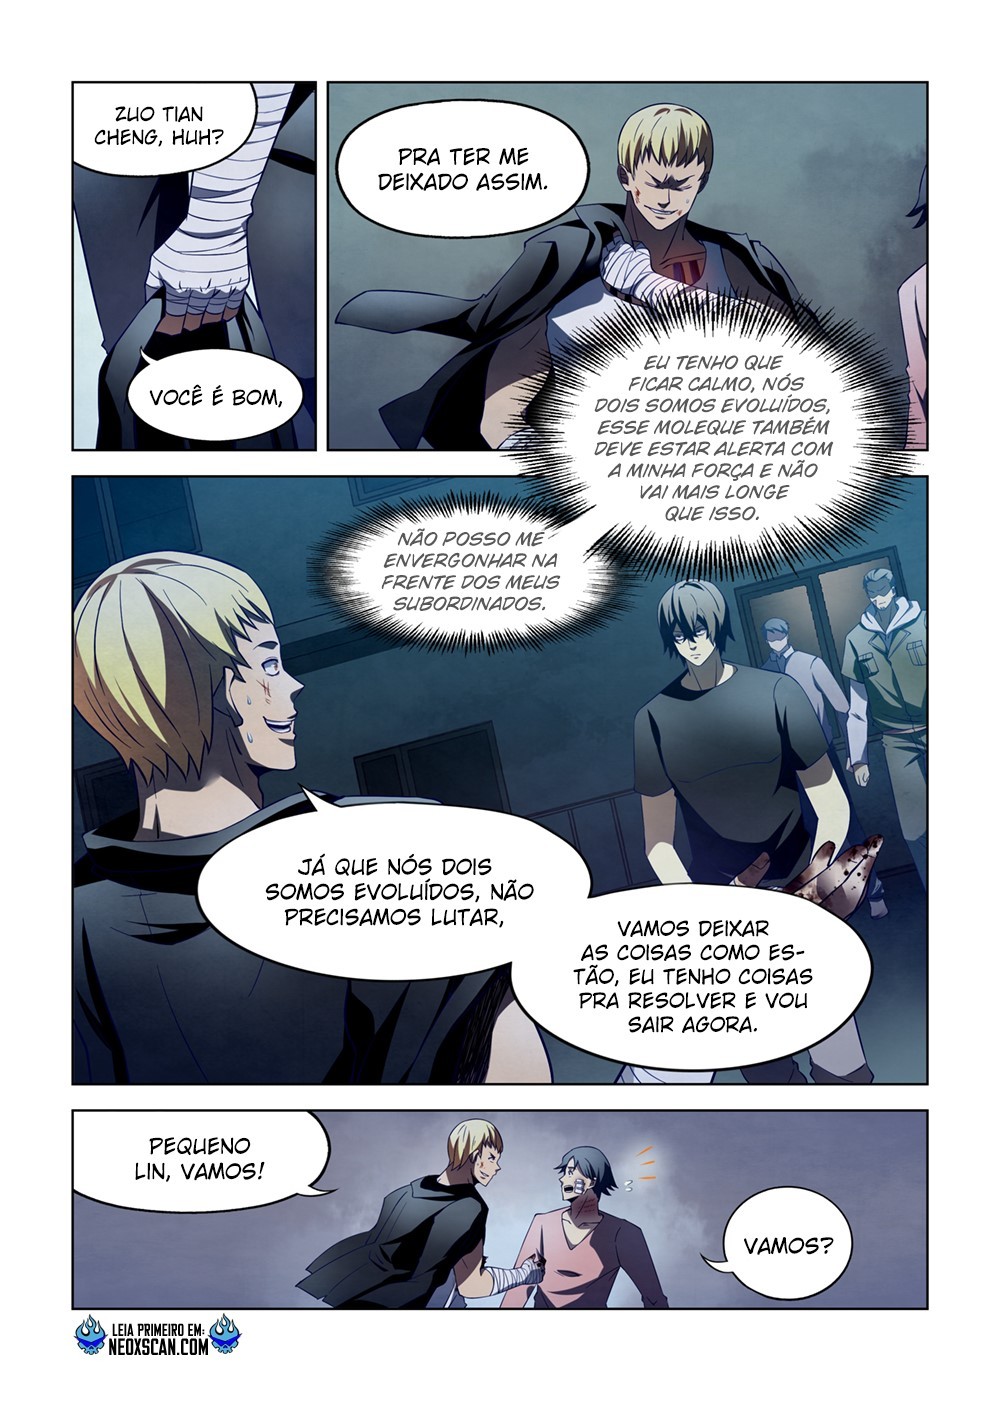 ZUO TIAN
CHENG, HUH?
VOCÊ É BOM,
PRA TER ME
DEIXADO ASSIM.
EU TENHO QUE
FICAR CALMO, NÓS
DOIS SOMOS EVOLUÍDOS,
ESSE MOLEQUE TAMBÉM
DEVE ESTAR ALERTA COM
A MINHA FORÇA E NÃO
VAI MAIS LONGE
QUE ISSO.
NÃO POSSO ME
ENVERGONHAR NA
FRENTE DOS MEUS
SUBORDINADOS.
JÁ QUE NÓS DOIS
SOMOS EVOLUÍDOS, NÃO
PRECISAMOS LUTAR,
VAMOS DEIXAR
AS COISAS COMO ES-
TÃO, EU TENHO COISAS
PRA RESOLVER E VOU
SAIR AGORA.
PEQUENO
LIN, VAMOS!
VAMOS?
LEIA PRIMEIRO EM:
NEOXSCAN.COM